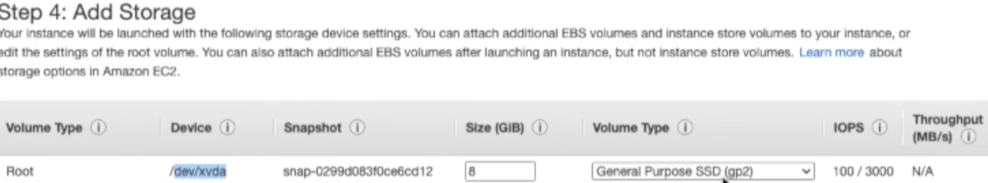 Step 4: Add Storage
Your instance will be launched with the following storage device settings. You can attach additional EBS volumes and instance store volumes to your instance, or
edit the settings of the root volume. You can also attach additional EBS volumes after launching an instance, but not instance store volumes. Learn more about
storage options in Amazon EC2.
Volume Type Device Snapshot Size (GiB) Volume Type IOPS Throughput (MB/s)
Root /dev/xvda snap-0299d083f0ce6cd12 8 General Purpose SSD (gp2) 100 / 3000 N/A